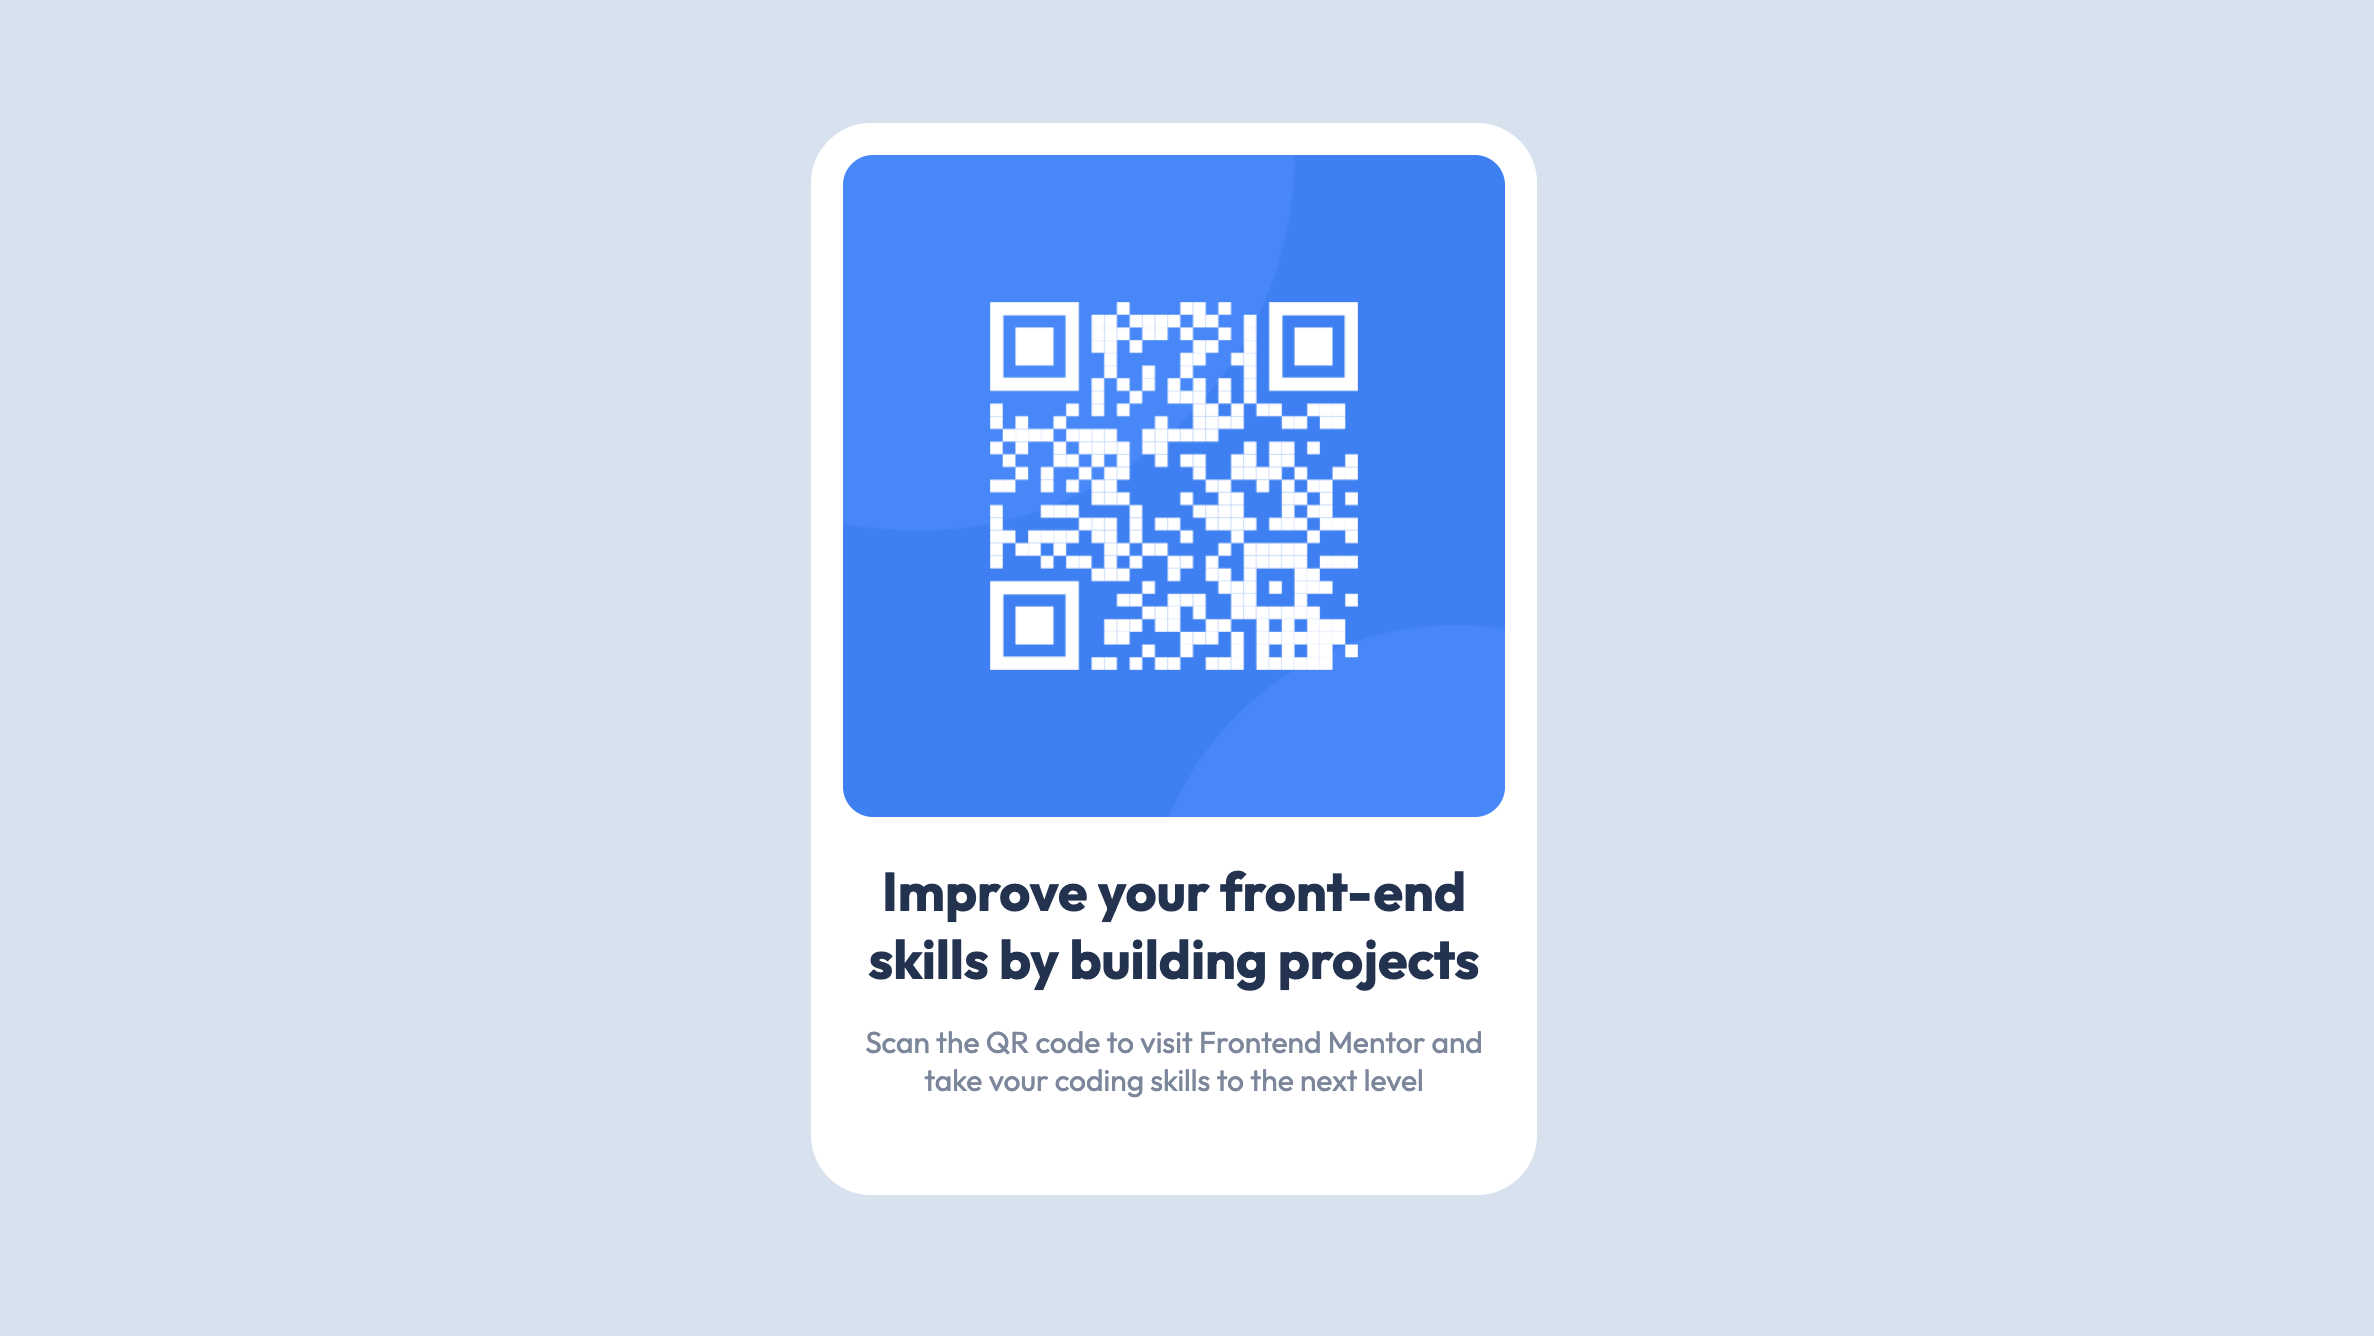 Improve your front-end
skills by building projects
Scan the QR code to visit Frontend Mentor and
take vour coding skills to the next level